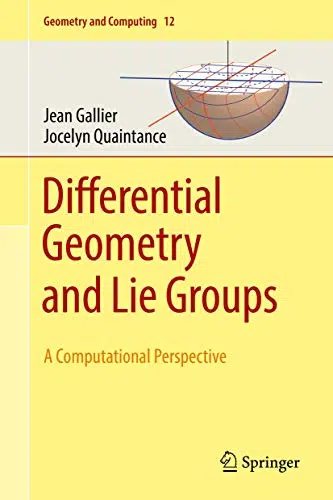 Geometry and Computing 12
Jean Gallier
Jocelyn Quaintance
Differential
Geometry
and Lie Groups
A Computational Perspective
Springer